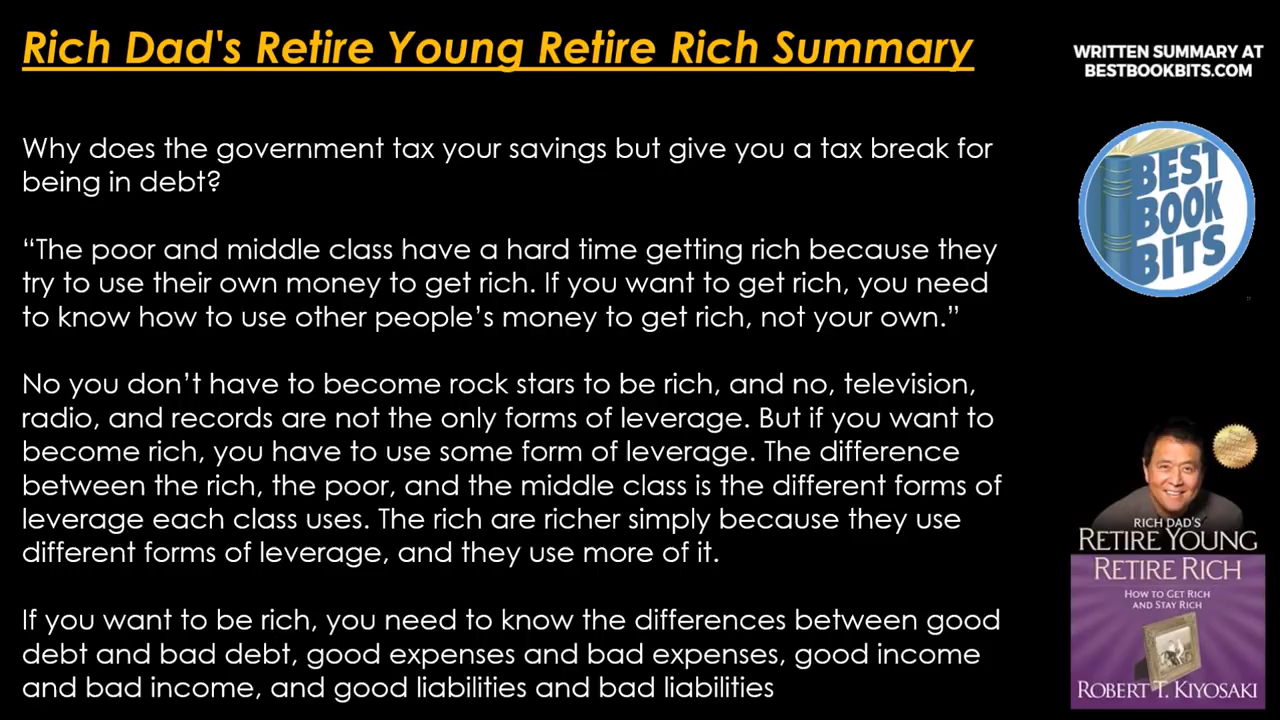 Rich Dad's Retire Young Retire Rich Summary
WRITTEN SUMMARY AT
BESTBOOKBITS.COM
Why does the government tax your savings but give you a tax break for
being in debt?
“The poor and middle class have a hard time getting rich because they
try to use their own money to get rich. If you want to get rich, you need
to know how to use other people’s money to get rich, not your own.”
No you don’t have to become rock stars to be rich, and no, television,
radio, and records are not the only forms of leverage. But if you want to
become rich, you have to use some form of leverage. The difference
between the rich, the poor, and the middle class is the different forms of
leverage each class uses. The rich are richer simply because they use
different forms of leverage, and they use more of it.
If you want to be rich, you need to know the differences between good
debt and bad debt, good expenses and bad expenses, good income
and bad income, and good liabilities and bad liabilities
BEST
BOOK
BITS
RICH DAD'S
RETIRE YOUNG
RETIRE RICH
HOW TO GET RICH
AND STAY RICH
ROBERT T. KIYOSAKI